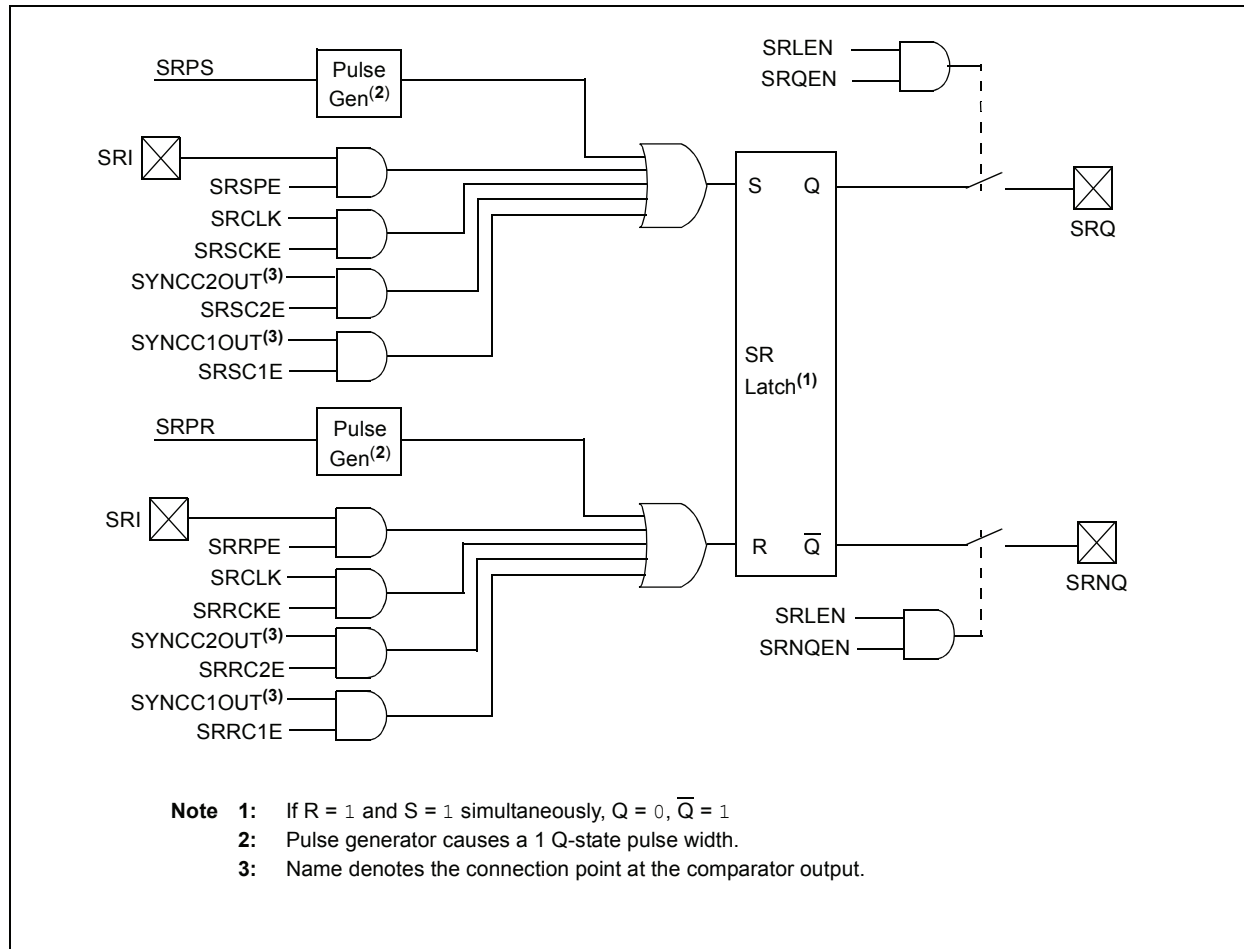 SRPS
Pulse
Gen(2)
SRI
SRSPE
SRCLK
SRSCKE
SYNCC2OUT(3)
SRSC2E
SYNCC1OUT(3)
SRSC1E
SRLEN
SRQEN
S Q
SRQ
SR
Latch(1)
SRPR
Pulse
Gen(2)
SRI
SRRPE
SRCLK
SRRCKE
SYNCC2OUT(3)
SRRC2E
SYNCC1OUT(3)
SRRC1E
R Q̅
SRNQ
SRLEN
SRNQEN
Note 1: If R = 1 and S = 1 simultaneously, Q = 0, Q̅ = 1
2: Pulse generator causes a 1 Q-state pulse width.
3: Name denotes the connection point at the comparator output.